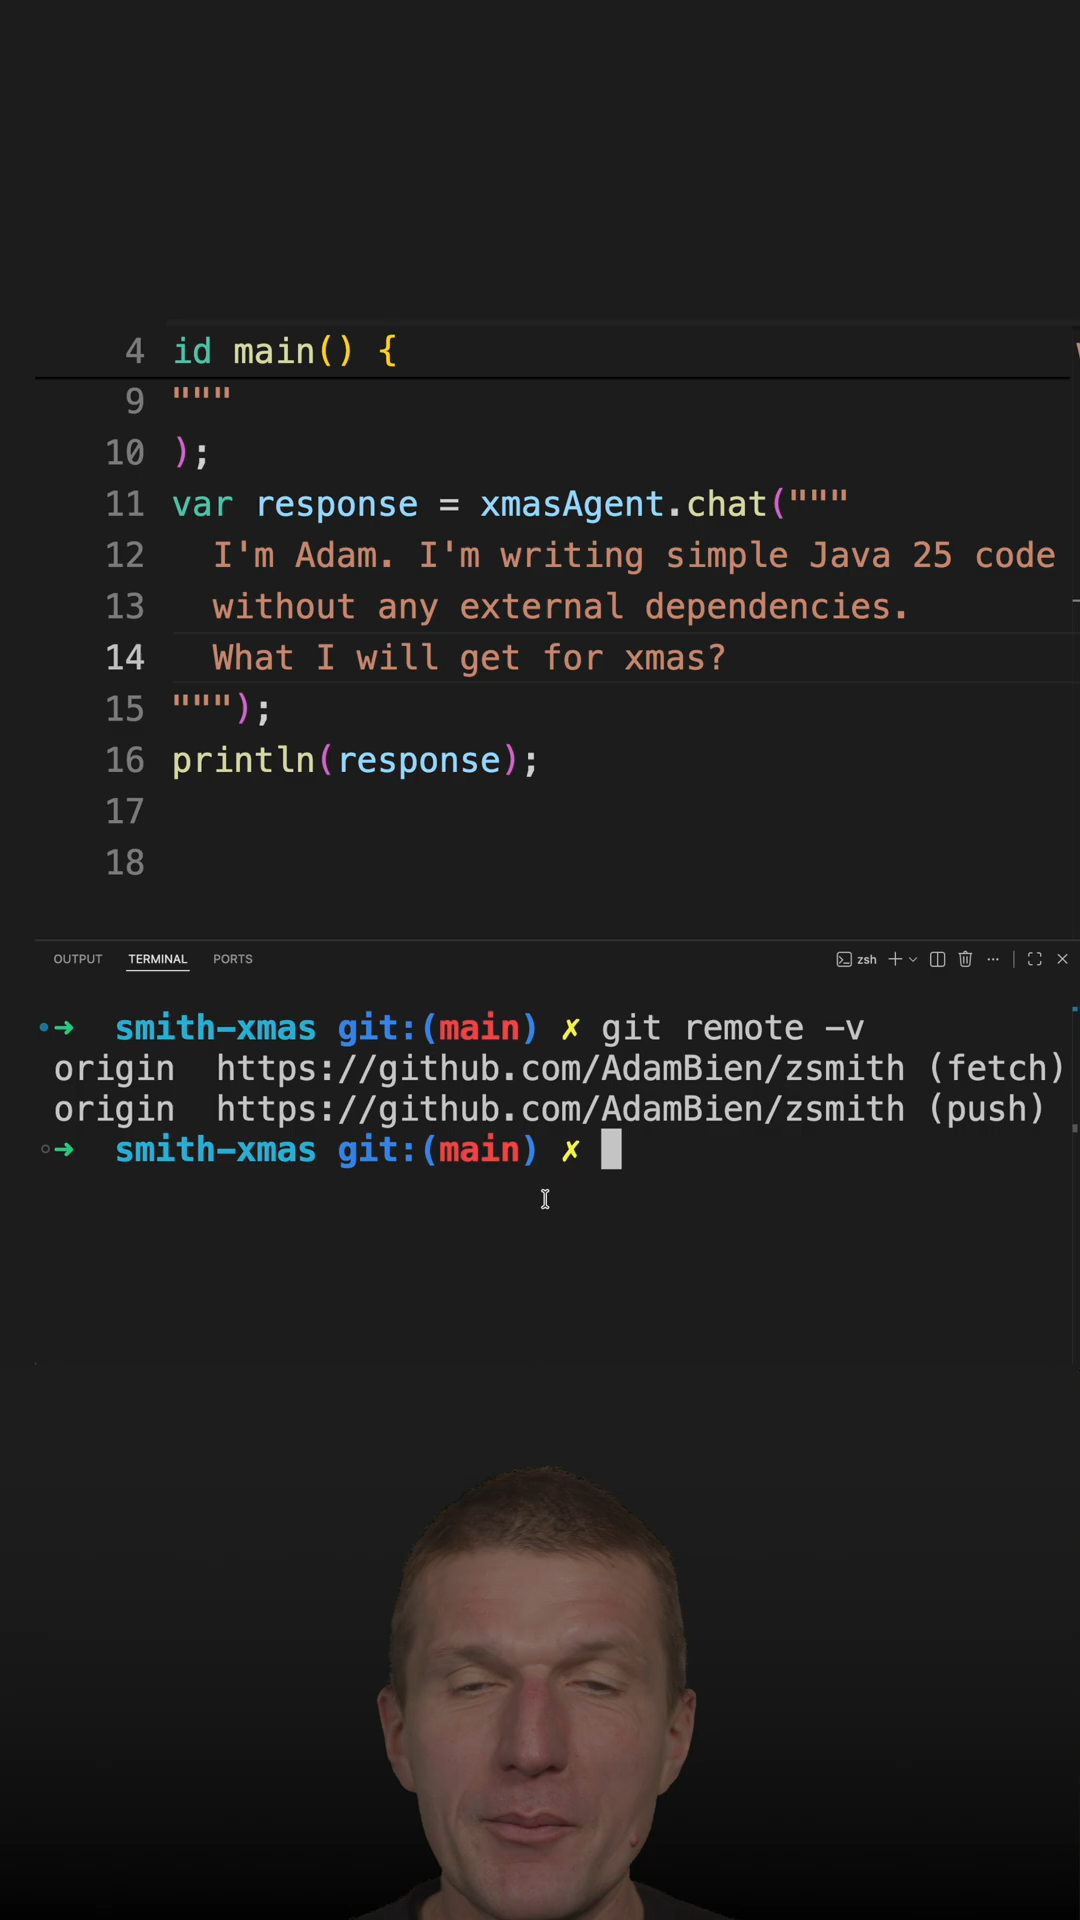 4 id main() {
9 """
10 );
11 var response = xmasAgent.chat("""
12 I'm Adam. I'm writing simple Java 25 code
13 without any external dependencies.
14 What I will get for xmas?
15 """);
16 println(response);
17
18
OUTPUT TERMINAL PORTS zsh
➜ smith-xmas git:(main) ✗ git remote -v
origin https://github.com/AdamBien/zsmith (fetch)
origin https://github.com/AdamBien/zsmith (push)
➜ smith-xmas git:(main) ✗